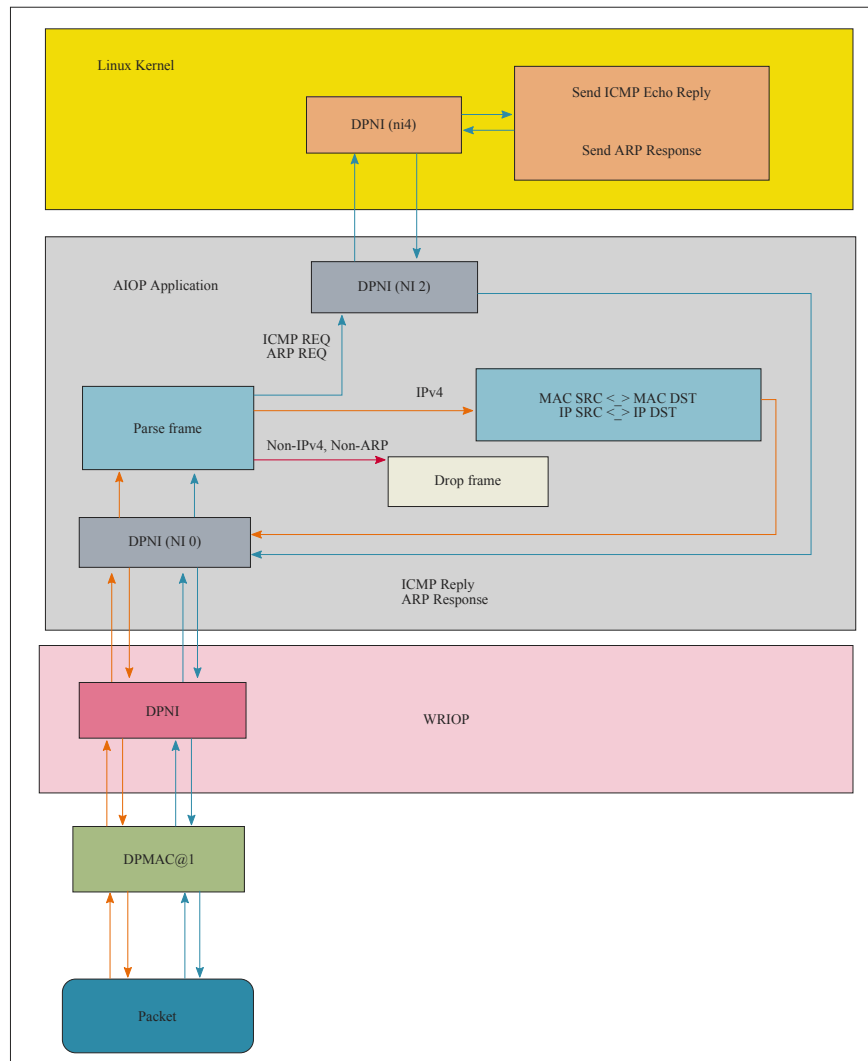 Linux Kernel
Send ICMP Echo Reply
DPNI (ni4)
Send ARP Response
AIOP Application
DPNI (NI 2)
ICMP REQ
ARP REQ
IPv4
MAC SRC <_> MAC DST
IP SRC <_> IP DST
Parse frame
Non-IPv4, Non-ARP
Drop frame
DPNI (NI 0)
ICMP Reply
ARP Response
DPNI
WRIOP
DPMAC@1
Packet